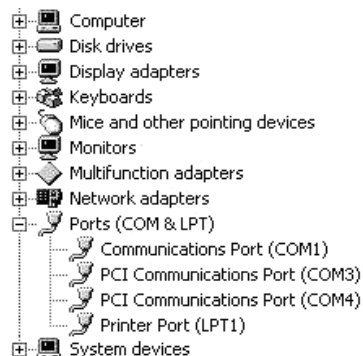 Computer
Disk drives
Display adapters
Keyboards
Mice and other pointing devices
Monitors
Multifunction adapters
Network adapters
Ports (COM & LPT)
Communications Port (COM1)
PCI Communications Port (COM3)
PCI Communications Port (COM4)
Printer Port (LPT1)
System devices